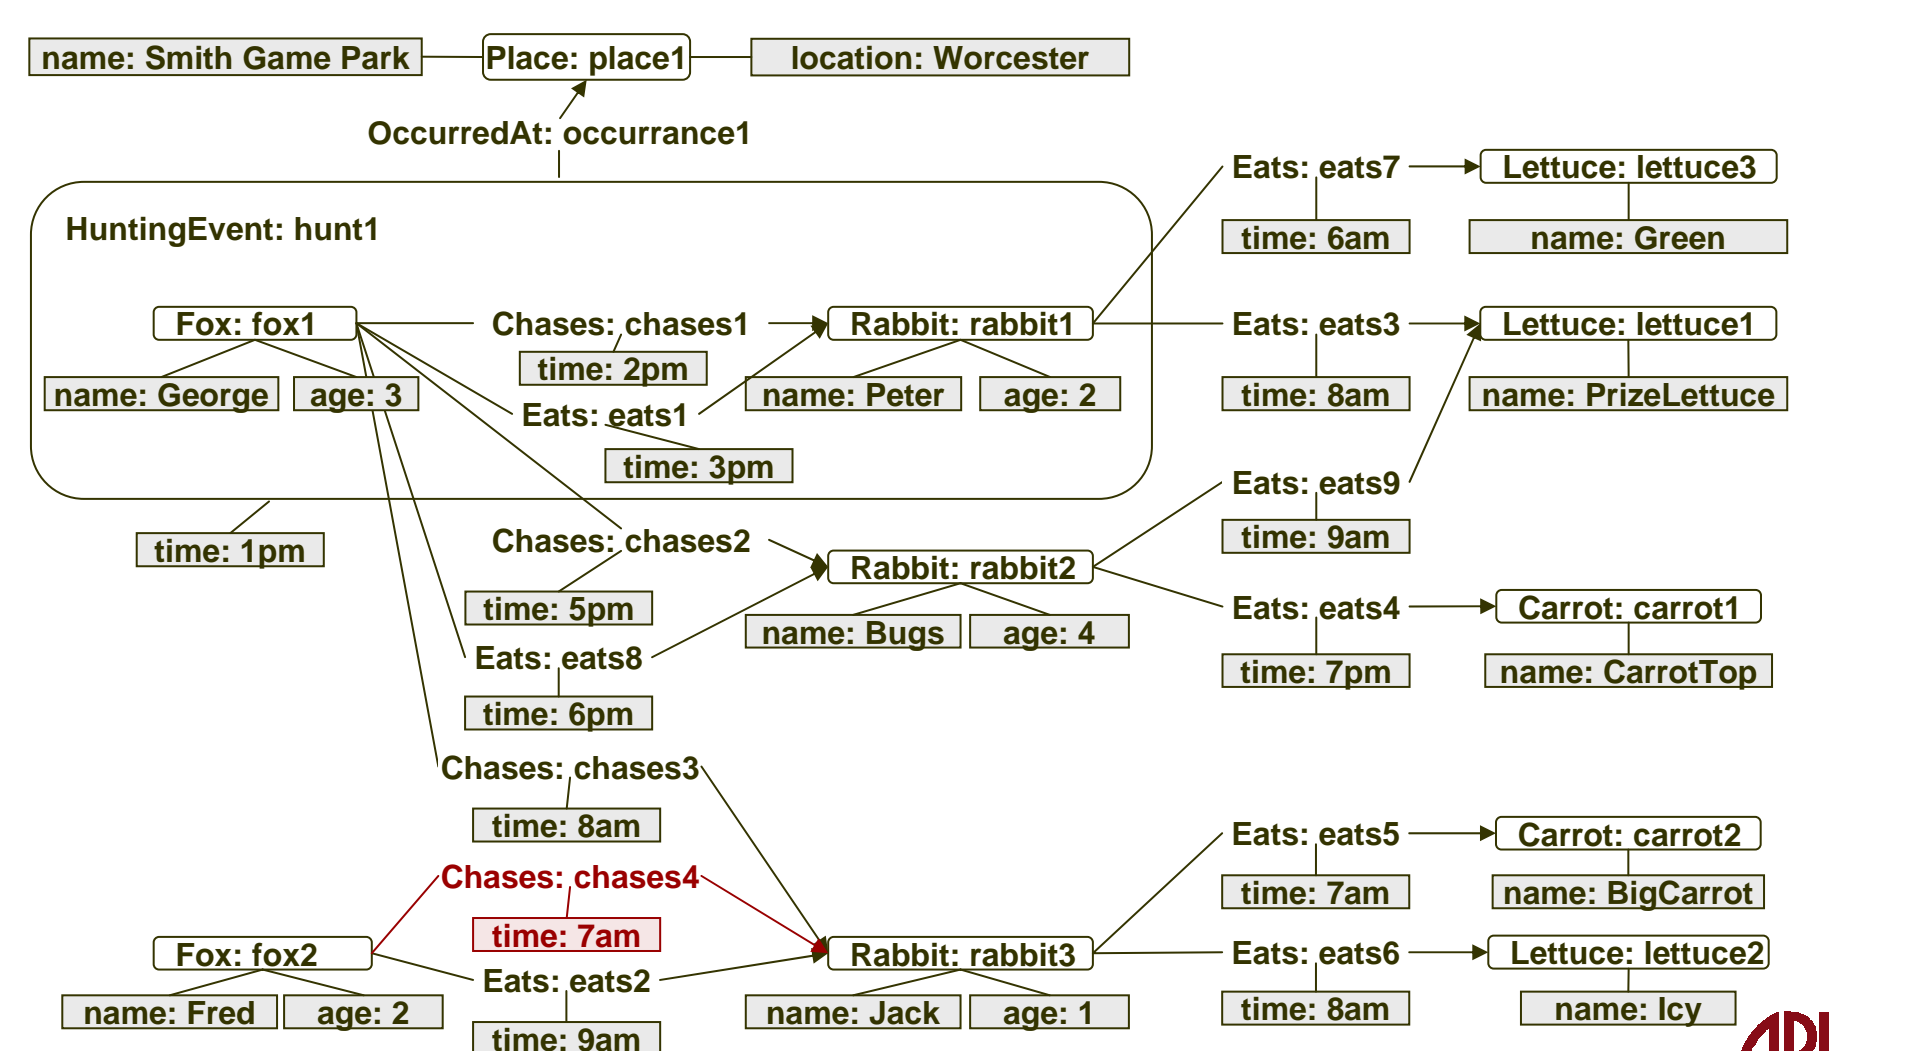 name: Smith Game Park
Place: place1
location: Worcester
OccurredAt: occurrance1
HuntingEvent: hunt1
Fox: fox1
name: George
age: 3
Chases: chases1
time: 2pm
Eats: eats1
time: 3pm
Rabbit: rabbit1
name: Peter
age: 2
Eats: eats7
time: 6am
Lettuce: lettuce3
name: Green
Eats: eats3
time: 8am
Lettuce: lettuce1
name: PrizeLettuce
time: 1pm
Chases: chases2
time: 5pm
Eats: eats8
time: 6pm
Rabbit: rabbit2
name: Bugs
age: 4
Eats: eats9
time: 9am
Eats: eats4
time: 7pm
Carrot: carrot1
name: CarrotTop
Chases: chases3
time: 8am
Chases: chases4
time: 7am
Fox: fox2
name: Fred
age: 2
Eats: eats2
time: 9am
Rabbit: rabbit3
name: Jack
age: 1
Eats: eats5
time: 7am
Carrot: carrot2
name: BigCarrot
Eats: eats6
time: 8am
Lettuce: lettuce2
name: Icy